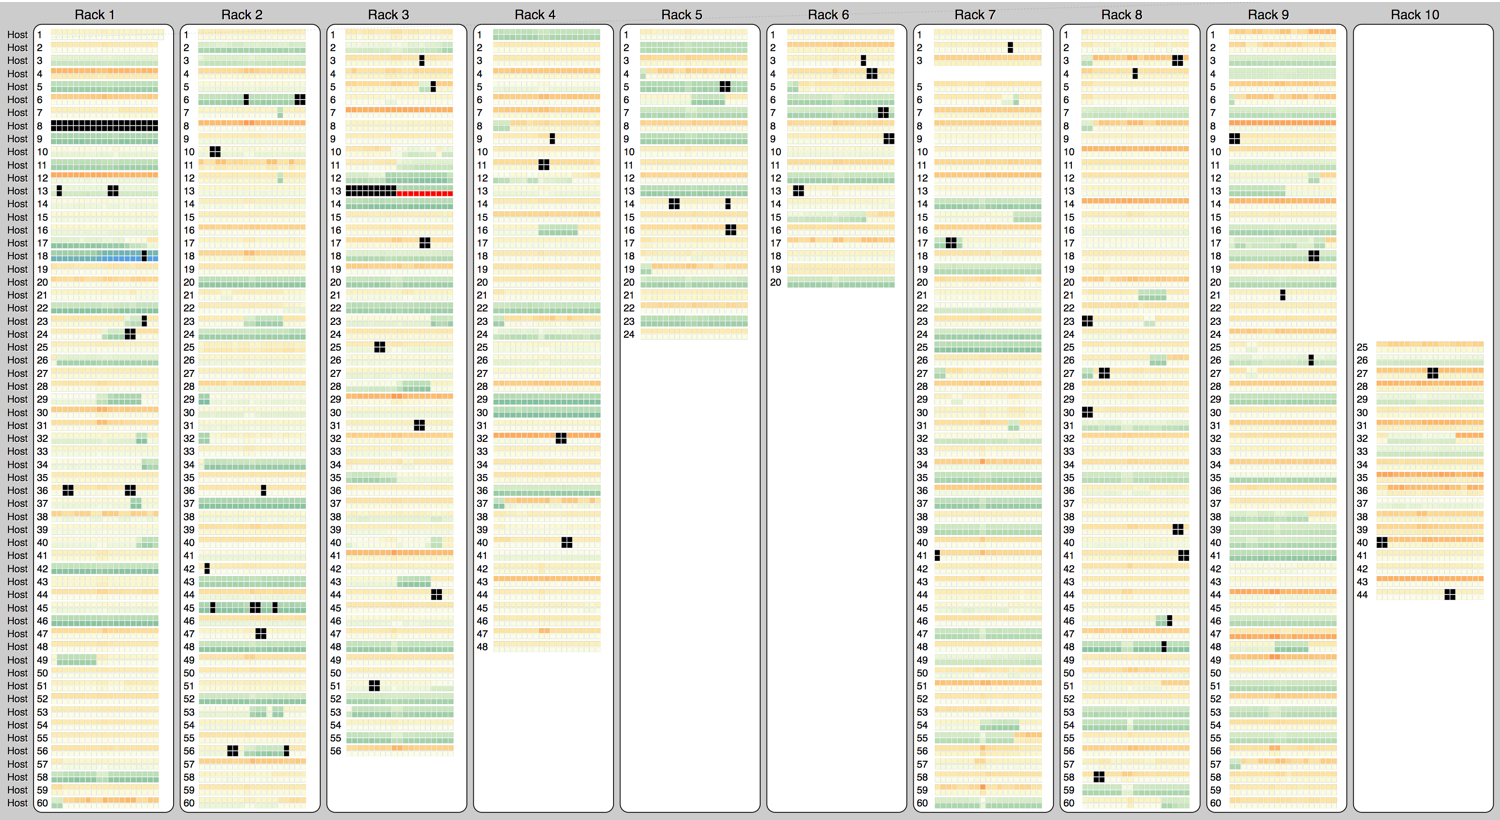 Rack 1 Rack 2 Rack 3 Rack 4 Rack 5 Rack 6 Rack 7 Rack 8 Rack 9 Rack 10
Host 1 1 1 1 1 1 1 1 1
Host 2 2 2 2 2 2 2 2 2
Host 3 3 3 3 3 3 3 3 3
Host 4 4 4 4 4 4 4 4
Host 5 5 5 5 5 5 5 5 5
Host 6 6 6 6 6 6 6 6 6
Host 7 7 7 7 7 7 7 7 7
Host 8 8 8 8 8 8 8 8 8
Host 9 9 9 9 9 9 9 9 9
Host 10 10 10 10 10 10 10 10 10
Host 11 11 11 11 11 11 11 11 11
Host 12 12 12 12 12 12 12 12 12
Host 13 13 13 13 13 13 13 13 13
Host 14 14 14 14 14 14 14 14 14
Host 15 15 15 15 15 15 15 15 15
Host 16 16 16 16 16 16 16 16 16
Host 17 17 17 17 17 17 17 17 17
Host 18 18 18 18 18 18 18 18 18
Host 19 19 19 19 19 19 19 19 19
Host 20 20 20 20 20 20 20 20 20
Host 21 21 21 21 21 21 21 21
Host 22 22 22 22 22 22 22 22
Host 23 23 23 23 23 23 23 23
Host 24 24 24 24 24 24 24 24
Host 25 25 25 25 25 25 25 25
Host 26 26 26 26 26 26 26 26
Host 27 27 27 27 27 27 27 27
Host 28 28 28 28 28 28 28 28
Host 29 29 29 29 29 29 29 29
Host 30 30 30 30 30 30 30 30
Host 31 31 31 31 31 31 31 31
Host 32 32 32 32 32 32 32 32
Host 33 33 33 33 33 33 33 33
Host 34 34 34 34 34 34 34 34
Host 35 35 35 35 35 35 35 35
Host 36 36 36 36 36 36 36 36
Host 37 37 37 37 37 37 37 37
Host 38 38 38 38 38 38 38 38
Host 39 39 39 39 39 39 39 39
Host 40 40 40 40 40 40 40 40
Host 41 41 41 41 41 41 41 41
Host 42 42 42 42 42 42 42 42
Host 43 43 43 43 43 43 43 43
Host 44 44 44 44 44 44 44 44
Host 45 45 45 45 45 45 45
Host 46 46 46 46 46 46 46
Host 47 47 47 47 47 47 47
Host 48 48 48 48 48 48 48
Host 49 49 49 49 49 49
Host 50 50 50 50 50 50
Host 51 51 51 51 51 51
Host 52 52 52 52 52 52
Host 53 53 53 53 53 53
Host 54 54 54 54 54 54
Host 55 55 55 55 55 55
Host 56 56 56 56 56 56
Host 57 57 57 57 57
Host 58 58 58 58 58
Host 59 59 59 59 59
Host 60 60 60 60 60